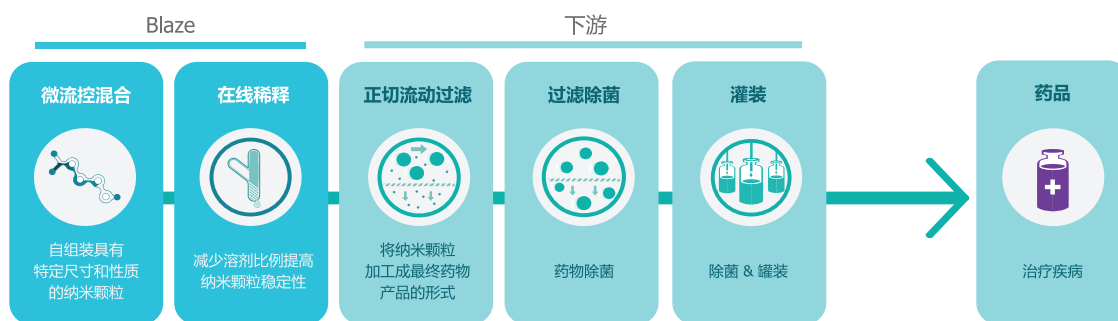 Blaze
下游
微流控混合
自组装具有
特定尺寸和性质
的纳米颗粒
在线稀释
减少溶剂比例提高
纳米颗粒稳定性
正切流动过滤
将纳米颗粒
加工成最终药物
产品的形式
过滤除菌
药物除菌
灌装
除菌 & 罐装
药品
治疗疾病